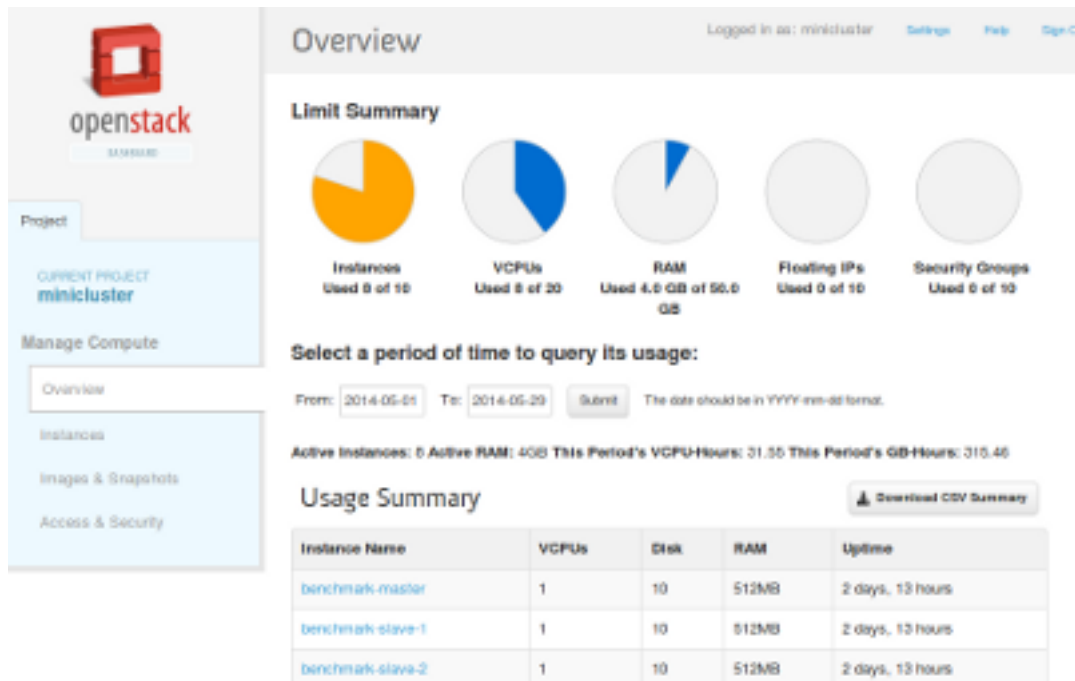 openstack
DASHBOARD
Project
CURRENT PROJECT
minicluster
Manage Compute
Overview
Instances
Images & Snapshots
Access & Security
Overview
Logged in as: minicluster Settings Help Sign
Limit Summary
Instances
Used 8 of 10
VCPUs
Used 8 of 20
RAM
Used 4.0 GB of 50.0
GB
Floating IPs
Used 0 of 10
Security Groups
Used 0 of 10
Select a period of time to query its usage:
From: 2014-05-01 To: 2014-05-29 Submit The date should be in YYYY-mm-dd format.
Active Instances: 8 Active RAM: 4GB This Period's VCPU-Hours: 31.55 This Period's GB-Hours: 315.46
Usage Summary
Download CSV Summary
Instance Name VCPUs Disk RAM Uptime
benchmark-master 1 10 512MB 2 days, 13 hours
benchmark-slave-1 1 10 512MB 2 days, 13 hours
benchmark-slave-2 1 10 512MB 2 days, 13 hours